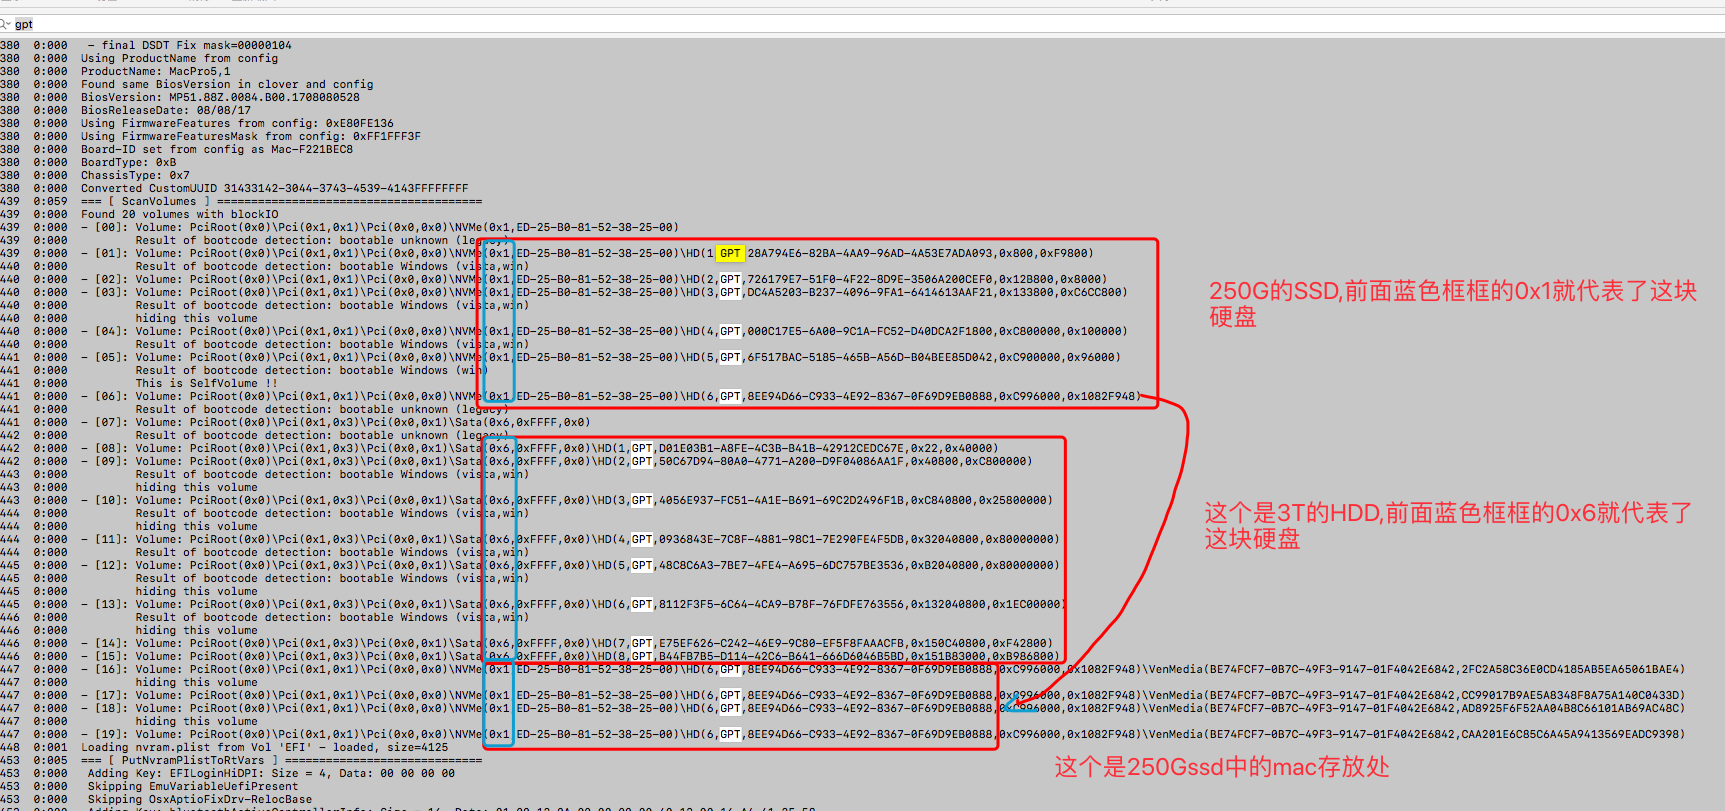 gpt
380 0:000 - final DSDT Fix mask=00000104
380 0:000 Using ProductName from config
380 0:000 ProductName: MacPro5,1
380 0:000 Found same BiosVersion in clover and config
380 0:000 BiosVersion: MP51.88Z.0084.B00.1708080528
380 0:000 BiosReleaseDate: 08/08/17
380 0:000 Using FirmwareFeatures from config: 0xE80FE136
380 0:000 Using FirmwareFeaturesMask from config: 0xFF1FFF3F
380 0:000 Board-ID set from config as Mac-F221BEC8
380 0:000 BoardType: 0xB
380 0:000 ChassisType: 0x7
380 0:000 Converted CustomUUID 31433142-3044-3743-4539-4143FFFFFFFF
439 0:059 === [ ScanVolumes ] =======================================
439 0:000 Found 20 volumes with blockIO
439 0:000 - [00]: Volume: PciRoot(0x0)\Pci(0x1,0x1)\Pci(0x0,0x0)\NVMe(0x1,ED-25-B0-81-52-38-25-00)
439 0:000 Result of bootcode detection: bootable unknown (legacy)
439 0:000 - [01]: Volume: PciRoot(0x0)\Pci(0x1,0x1)\Pci(0x0,0x0)\NVMe(0x1,ED-25-B0-81-52-38-25-00)\HD(1,GPT,28A794E6-82BA-4AA9-96AD-4A53E7ADA093,0x800,0xF9800)
440 0:000 Result of bootcode detection: bootable Windows (vista,win)
440 0:000 - [02]: Volume: PciRoot(0x0)\Pci(0x1,0x1)\Pci(0x0,0x0)\NVMe(0x1,ED-25-B0-81-52-38-25-00)\HD(2,GPT,726179E7-51F0-4F22-8D9E-3506A200CEF0,0x12B800,0x8000)
440 0:000 - [03]: Volume: PciRoot(0x0)\Pci(0x1,0x1)\Pci(0x0,0x0)\NVMe(0x1,ED-25-B0-81-52-38-25-00)\HD(3,GPT,DC4A5203-B237-4096-9FA1-6414613AAF21,0x133800,0xC6CC800)
440 0:000 Result of bootcode detection: bootable Windows (vista,win)
440 0:000 hiding this volume
440 0:000 - [04]: Volume: PciRoot(0x0)\Pci(0x1,0x1)\Pci(0x0,0x0)\NVMe(0x1,ED-25-B0-81-52-38-25-00)\HD(4,GPT,000C17E5-6A00-9C1A-FC52-D40DCA2F1800,0xC800000,0x100000)
440 0:000 Result of bootcode detection: bootable Windows (vista,win)
441 0:000 - [05]: Volume: PciRoot(0x0)\Pci(0x1,0x1)\Pci(0x0,0x0)\NVMe(0x1,ED-25-B0-81-52-38-25-00)\HD(5,GPT,6F517BAC-5185-465B-A56D-B04BEE85D042,0xC900000,0x96000)
441 0:000 Result of bootcode detection: bootable Windows (win)
441 0:000 This is SelfVolume !!
441 0:000 - [06]: Volume: PciRoot(0x0)\Pci(0x1,0x1)\Pci(0x0,0x0)\NVMe(0x1,ED-25-B0-81-52-38-25-00)\HD(6,GPT,8EE94D66-C933-4E92-8367-0F69D9EB0888,0xC996000,0x1082F948)
441 0:000 Result of bootcode detection: bootable unknown (legacy)
441 0:000 - [07]: Volume: PciRoot(0x0)\Pci(0x1,0x3)\Pci(0x0,0x1)\Sata(0x6,0xFFFF,0x0)
442 0:000 Result of bootcode detection: bootable unknown (legacy)
442 0:000 - [08]: Volume: PciRoot(0x0)\Pci(0x1,0x3)\Pci(0x0,0x1)\Sata(0x6,0xFFFF,0x0)\HD(1,GPT,D01E03B1-A8FE-4C3B-B41B-42912CEDC67E,0x22,0x40000)
442 0:000 - [09]: Volume: PciRoot(0x0)\Pci(0x1,0x3)\Pci(0x0,0x1)\Sata(0x6,0xFFFF,0x0)\HD(2,GPT,50C67D94-80A0-4771-A200-D9F04086AA1F,0x40800,0xC800000)
443 0:000 Result of bootcode detection: bootable Windows (vista,win)
443 0:000 hiding this volume
443 0:000 - [10]: Volume: PciRoot(0x0)\Pci(0x1,0x3)\Pci(0x0,0x1)\Sata(0x6,0xFFFF,0x0)\HD(3,GPT,4056E937-FC51-4A1E-B691-69C2D2496F1B,0xC840800,0x25800000)
444 0:000 Result of bootcode detection: bootable Windows (vista,win)
444 0:000 hiding this volume
444 0:000 - [11]: Volume: PciRoot(0x0)\Pci(0x1,0x3)\Pci(0x0,0x1)\Sata(0x6,0xFFFF,0x0)\HD(4,GPT,0936843E-7C8F-4881-98C1-7E290FE4F5DB,0x32040800,0x80000000)
444 0:000 Result of bootcode detection: bootable Windows (vista,win)
445 0:000 - [12]: Volume: PciRoot(0x0)\Pci(0x1,0x3)\Pci(0x0,0x1)\Sata(0x6,0xFFFF,0x0)\HD(5,GPT,48C8C6A3-7BE7-4FE4-A695-6DC757BE3536,0xB2040800,0x80000000)
445 0:000 Result of bootcode detection: bootable Windows (vista,win)
445 0:000 hiding this volume
445 0:000 - [13]: Volume: PciRoot(0x0)\Pci(0x1,0x3)\Pci(0x0,0x1)\Sata(0x6,0xFFFF,0x0)\HD(6,GPT,8112F3F5-6C64-4CA9-B78F-76FDFE763556,0x132040800,0x1EC00000)
446 0:000 Result of bootcode detection: bootable Windows (vista,win)
446 0:000 hiding this volume
446 0:000 - [14]: Volume: PciRoot(0x0)\Pci(0x1,0x3)\Pci(0x0,0x1)\Sata(0x6,0xFFFF,0x0)\HD(7,GPT,E75EF626-C242-46E9-9C80-EF5F8FAAACFB,0x150C40800,0xF42800)
446 0:000 - [15]: Volume: PciRoot(0x0)\Pci(0x1,0x3)\Pci(0x0,0x1)\Sata(0x6,0xFFFF,0x0)\HD(8,GPT,B44FB7B5-D114-42C6-B641-666D6046B5BD,0x151B83000,0xB986800)
447 0:000 - [16]: Volume: PciRoot(0x0)\Pci(0x1,0x1)\Pci(0x0,0x0)\NVMe(0x1,ED-25-B0-81-52-38-25-00)\HD(6,GPT,8EE94D66-C933-4E92-8367-0F69D9EB0888,0xC996000,0x1082F948)\VenMedia(BE74FCF7-0B7C-49F3-9147-01F4042E6842,2FC2A58C36E0CD4185AB5EA65061BAE4)
447 0:000 hiding this volume
447 0:000 - [17]: Volume: PciRoot(0x0)\Pci(0x1,0x1)\Pci(0x0,0x0)\NVMe(0x1,ED-25-B0-81-52-38-25-00)\HD(6,GPT,8EE94D66-C933-4E92-8367-0F69D9EB0888,0xC996000,0x1082F948)\VenMedia(BE74FCF7-0B7C-49F3-9147-01F4042E6842,CC99017B9AE5A8348F8A75A140C0433D)
447 0:000 - [18]: Volume: PciRoot(0x0)\Pci(0x1,0x1)\Pci(0x0,0x0)\NVMe(0x1,ED-25-B0-81-52-38-25-00)\HD(6,GPT,8EE94D66-C933-4E92-8367-0F69D9EB0888,0xC996000,0x1082F948)\VenMedia(BE74FCF7-0B7C-49F3-9147-01F4042E6842,AD8925F6F52AA04B8C66101AB69AC48C)
447 0:000 hiding this volume
447 0:000 - [19]: Volume: PciRoot(0x0)\Pci(0x1,0x1)\Pci(0x0,0x0)\NVMe(0x1,ED-25-B0-81-52-38-25-00)\HD(6,GPT,8EE94D66-C933-4E92-8367-0F69D9EB0888,0xC996000,0x1082F948)\VenMedia(BE74FCF7-0B7C-49F3-9147-01F4042E6842,CAA201E6C85C6A45A9413569EADC9398)
448 0:001 Loading nvram.plist from Vol 'EFI' - loaded, size=4125
453 0:005 === [ PutNvramPlistToRtVars ] =============================
453 0:000 Adding Key: EFILoginHiDPI: Size = 4, Data: 00 00 00 00
453 0:000 Skipping EmuVariableUefiPresent
453 0:000 Skipping OsxAptioFixDrv-RelocBase
250G的SSD,前面蓝色框框的0x1就代表了这块
硬盘
这个是3T的HDD,前面蓝色框框的0x6就代表了
这块硬盘
这个是250Gssd中的mac存放处